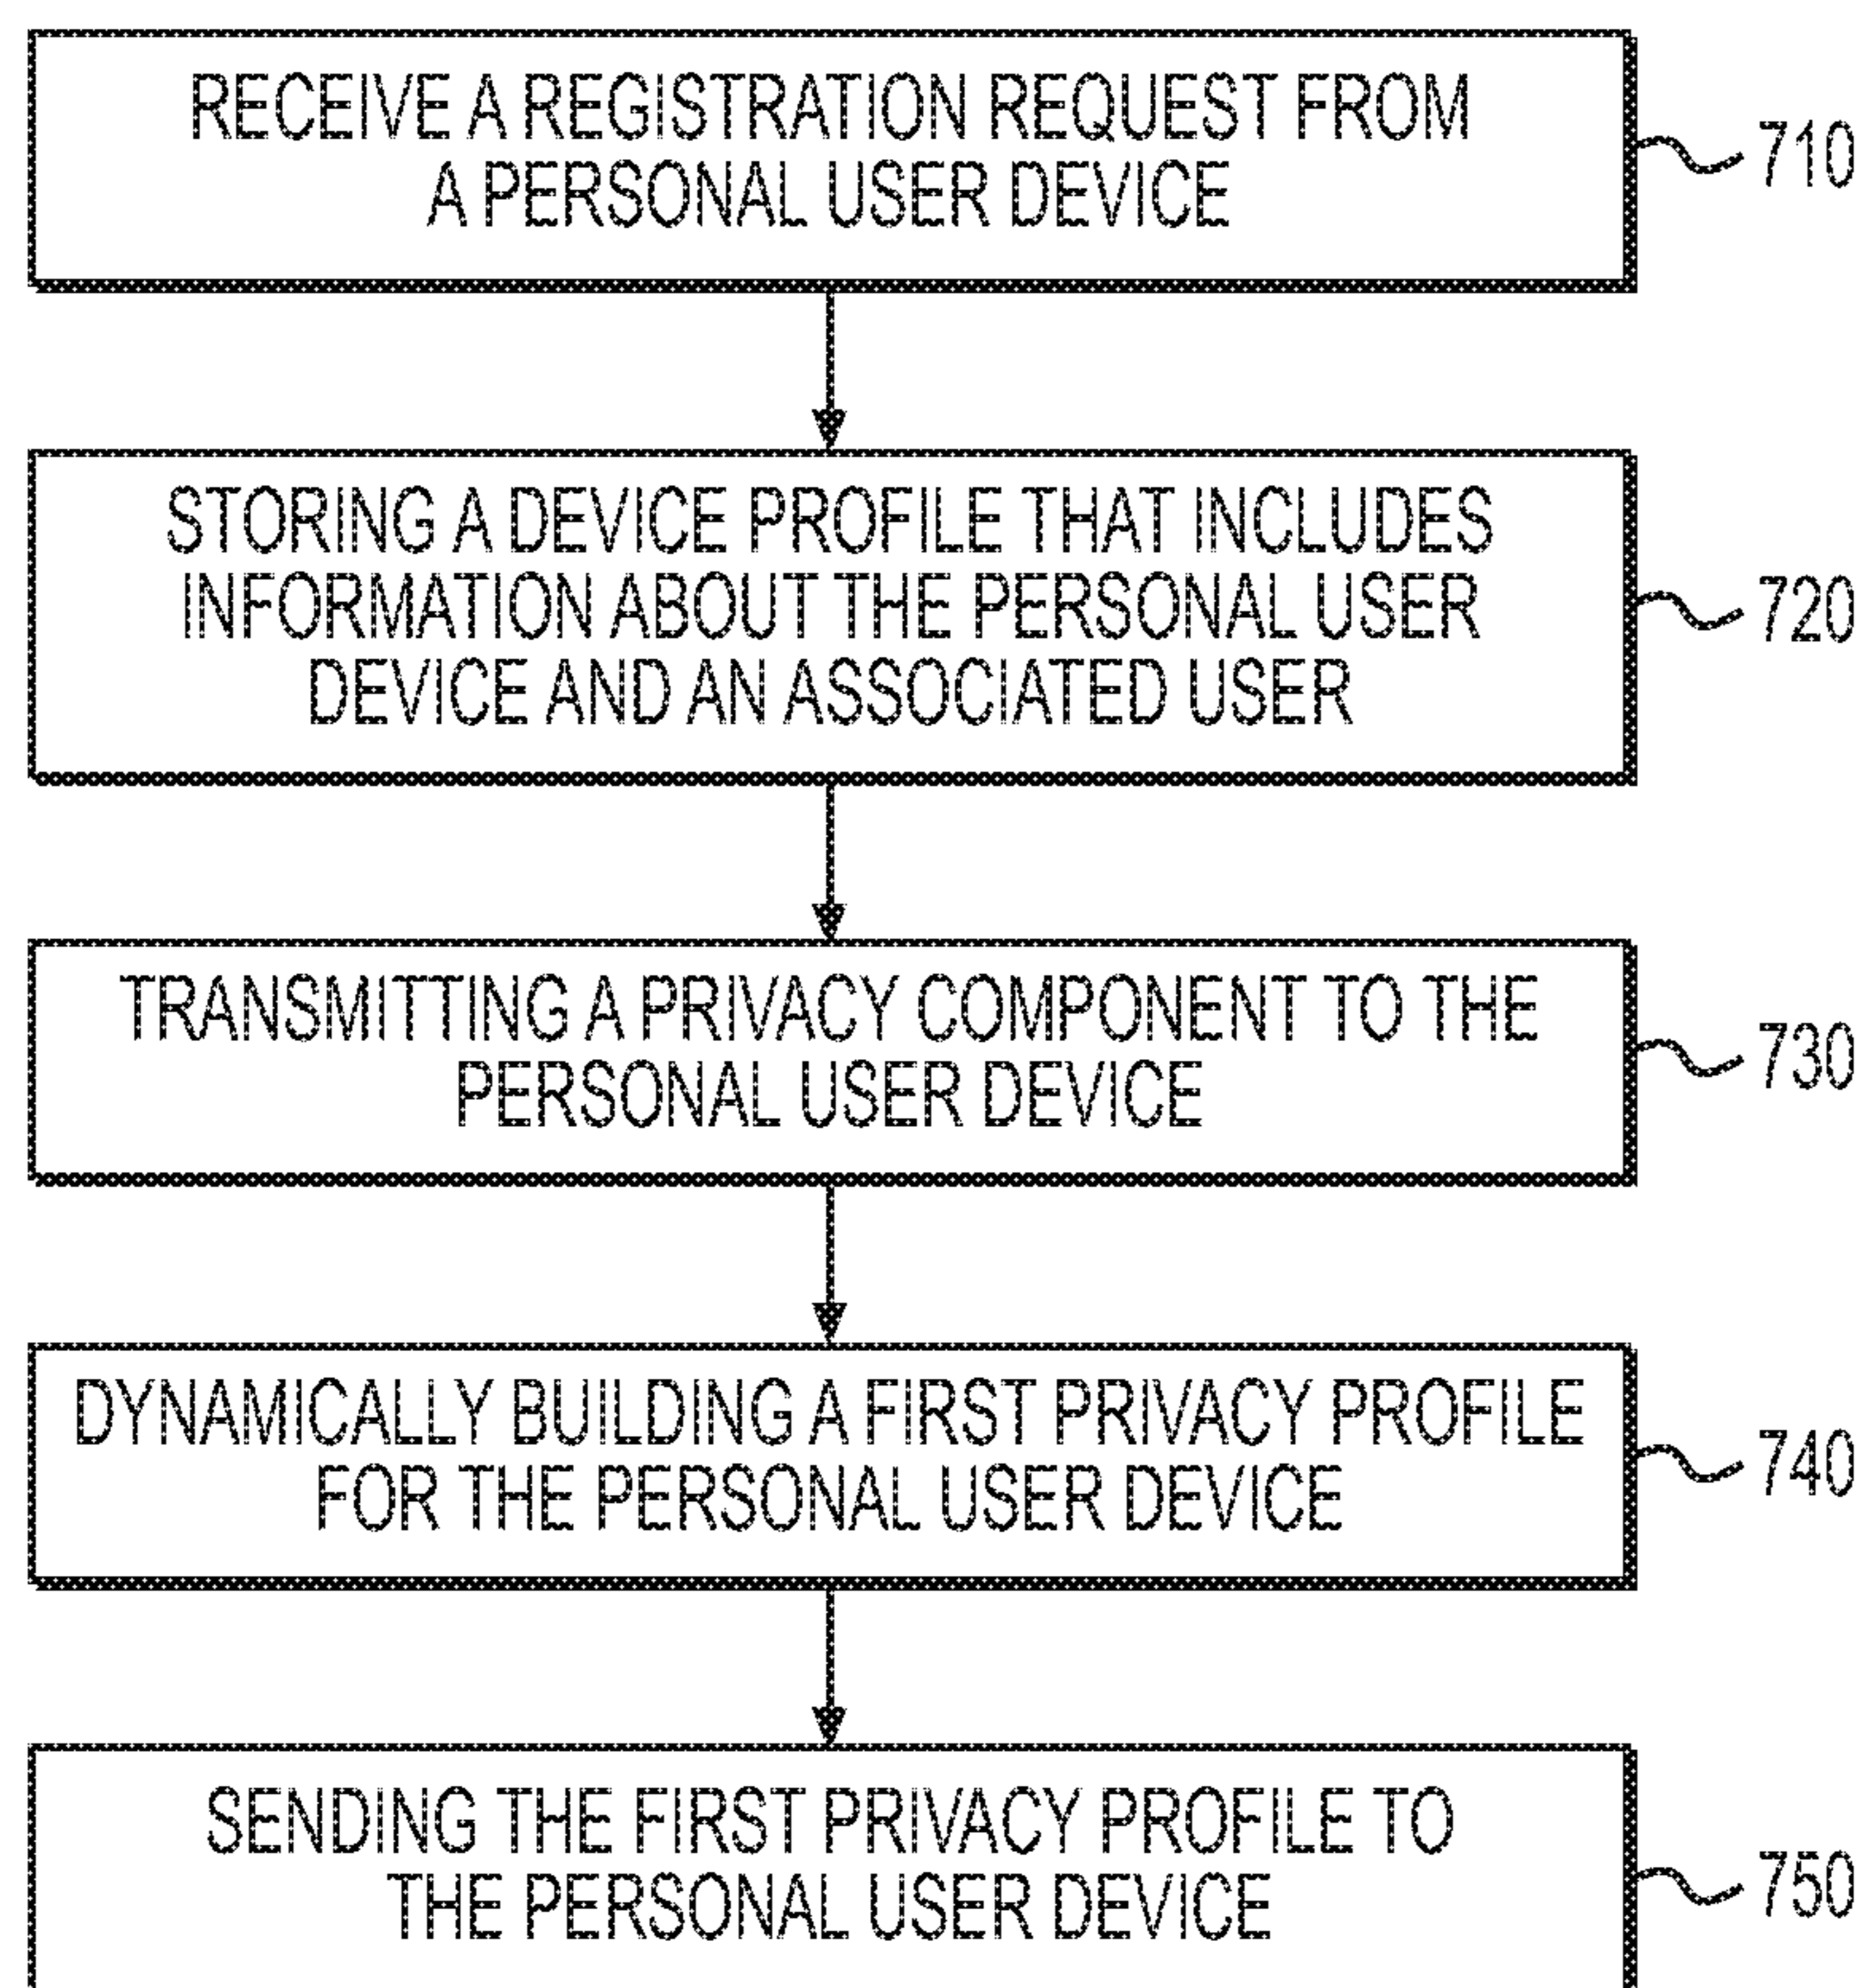 RECEIVE A REGISTRATION REQUEST FROM
A PERSONAL USER DEVICE
710
STORING A DEVICE PROFILE THAT INCLUDES
INFORMATION ABOUT THE PERSONAL USER
DEVICE AND AN ASSOCIATED USER
720
TRANSMITTING A PRIVACY COMPONENT TO THE
PERSONAL USER DEVICE
730
DYNAMICALLY BUILDING A FIRST PRIVACY PROFILE
FOR THE PERSONAL USER DEVICE
740
SENDING THE FIRST PRIVACY PROFILE TO
THE PERSONAL USER DEVICE
750